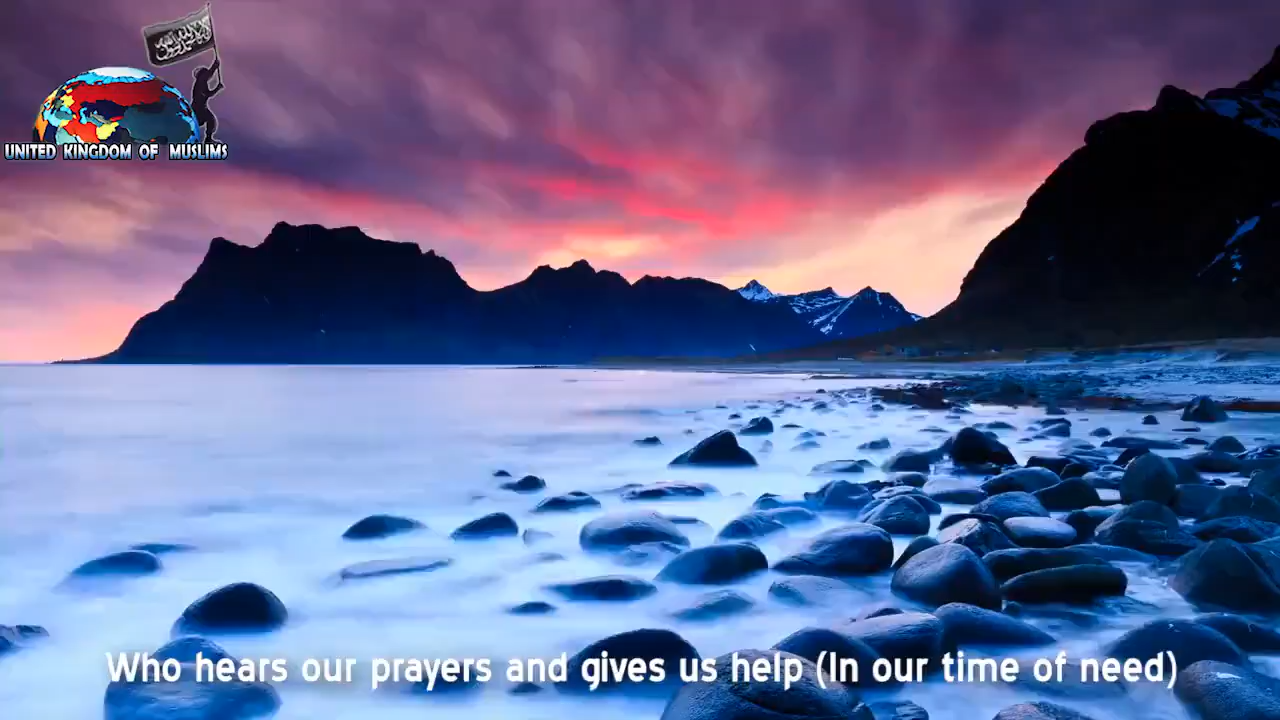 UNITED KINGDOM OF MUSLIMS
Who hears our prayers and gives us help (In our time of need)